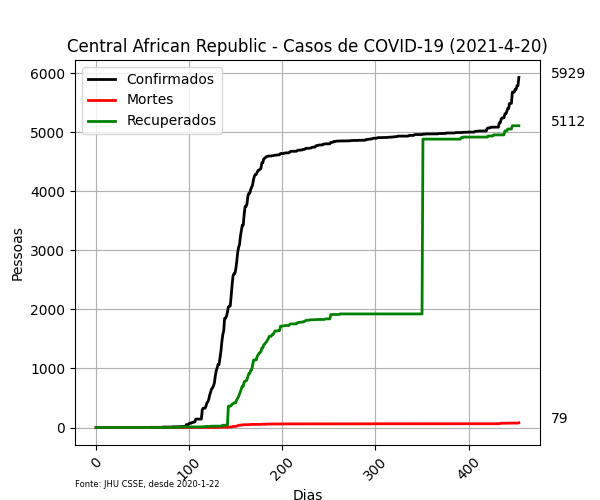 Central African Republic - Casos de COVID-19 (2021-4-20)
Confirmados
Mortes
Recuperados
6000
5000
4000
3000
2000
1000
0
Pessoas
5929
5112
79
0
100
200
300
400
Fonte: JHU CSSE, desde 2020-1-22
Dias